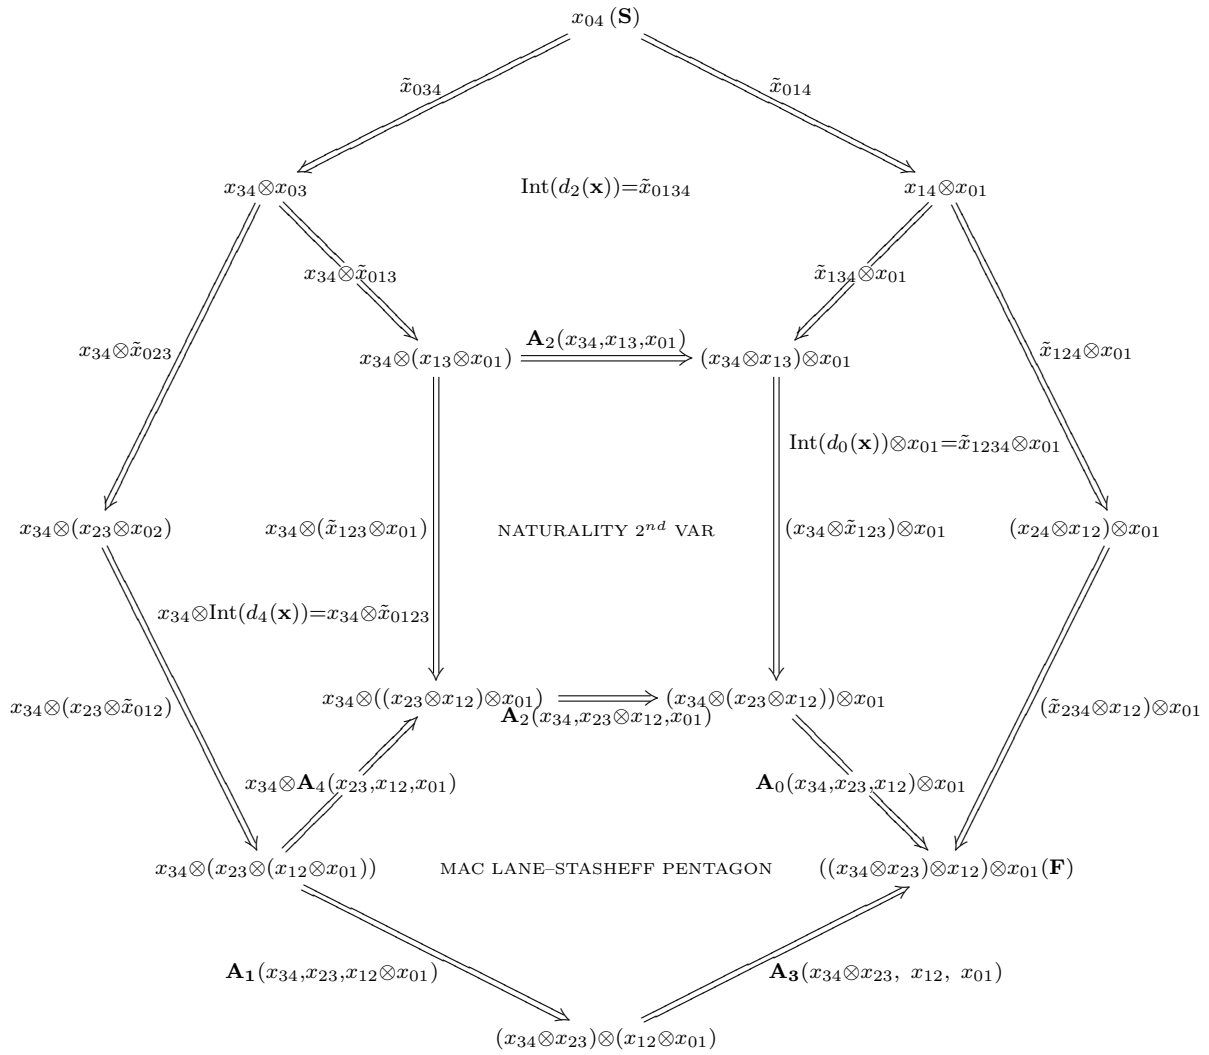 x₀₄ (S)
x̃₀₃₄
x̃₀₁₄
x₃₄⊗x₀₃
Int(d₂(x))=x̃₀₁₃₄
x₁₄⊗x₀₁
x₃₄⊗x̃₀₁₃
x̃₁₃₄⊗x₀₁
x₃₄⊗x̃₀₂₃
A₂(x₃₄,x₁₃,x₀₁)
x₃₄⊗(x₁₃⊗x₀₁)
(x₃₄⊗x₁₃)⊗x₀₁
x̃₁₂₄⊗x₀₁
Int(d₀(x))⊗x₀₁=x̃₁₂₃₄⊗x₀₁
x₃₄⊗(x₂₃⊗x₀₂)
x₃₄⊗(x̃₁₂₃⊗x₀₁)
NATURALITY 2ⁿᵈ VAR
(x₃₄⊗x̃₁₂₃)⊗x₀₁
(x₂₄⊗x₁₂)⊗x₀₁
x₃₄⊗Int(d₄(x))=x₃₄⊗x̃₀₁₂₃
x₃₄⊗(x₂₃⊗x̃₀₁₂)
x₃₄⊗((x₂₃⊗x₁₂)⊗x₀₁)
A₂(x₃₄,x₂₃⊗x₁₂,x₀₁)
(x₃₄⊗(x₂₃⊗x₁₂))⊗x₀₁
(x̃₂₃₄⊗x₁₂)⊗x₀₁
x₃₄⊗A₄(x₂₃,x₁₂,x₀₁)
A₀(x₃₄,x₂₃,x₁₂)⊗x₀₁
x₃₄⊗(x₂₃⊗(x₁₂⊗x₀₁))
MAC LANE–STASHEFF PENTAGON
((x₃₄⊗x₂₃)⊗x₁₂)⊗x₀₁(F)
A₁(x₃₄,x₂₃,x₁₂⊗x₀₁)
A₃(x₃₄⊗x₂₃, x₁₂, x₀₁)
(x₃₄⊗x₂₃)⊗(x₁₂⊗x₀₁)